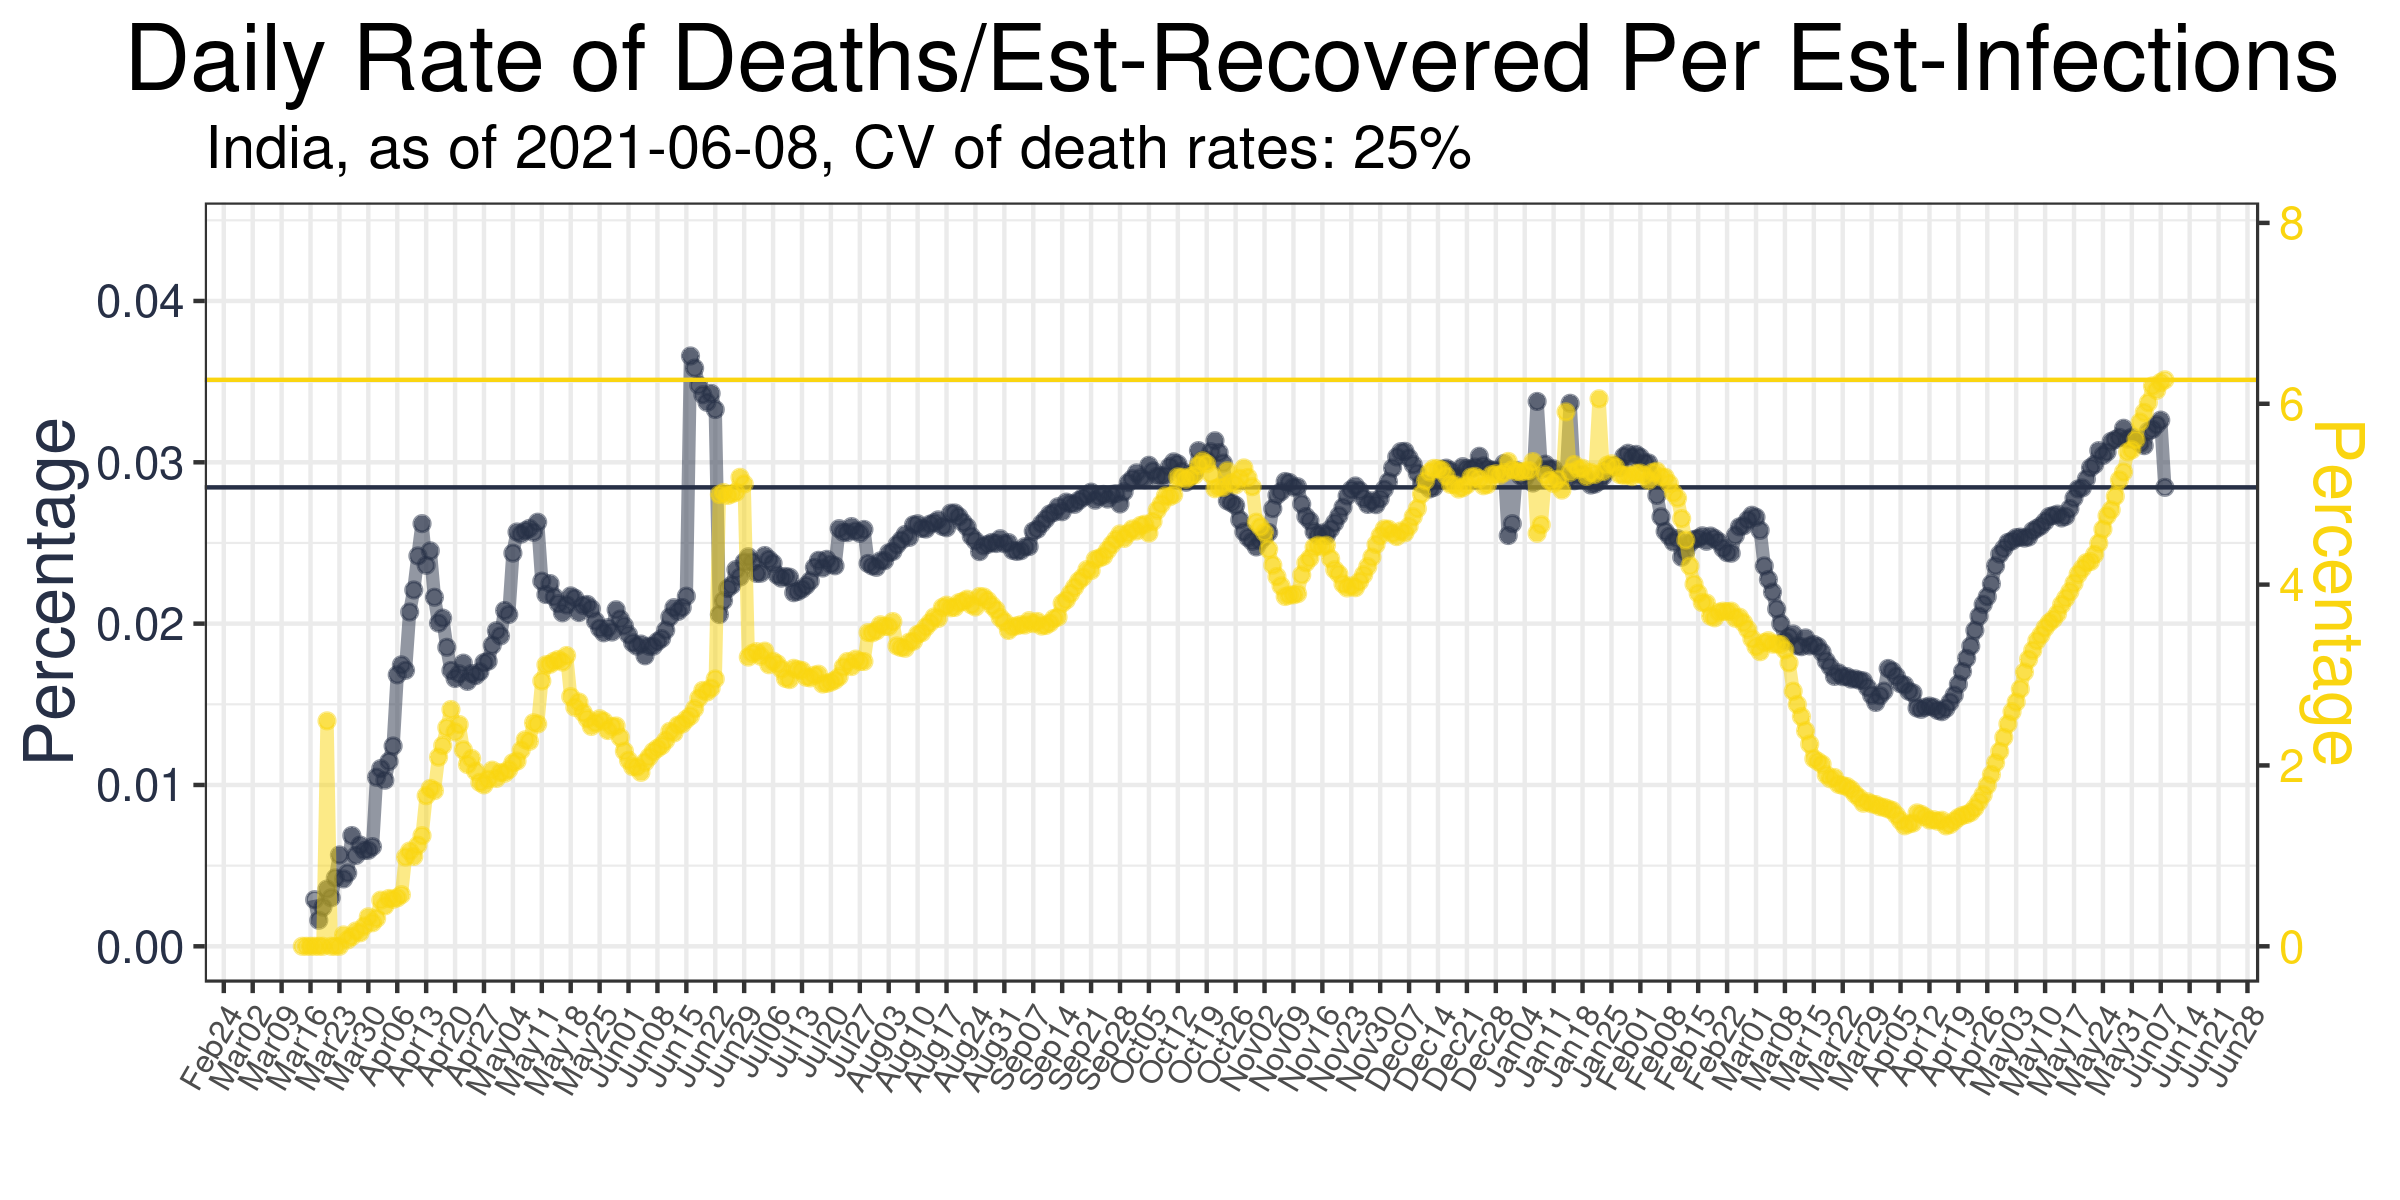 Daily Rate of Deaths/Est-Recovered Per Est-Infections
India, as of 2021-06-08, CV of death rates: 25%
Percentage
0.04
0.03
0.02
0.01
0.00
8
6
4
2
0
Percentage
Feb24
Mar02
Mar09
Mar16
Mar23
Mar30
Apr06
Apr13
Apr20
Apr27
May04
May11
May18
May25
Jun01
Jun08
Jun15
Jun22
Jun29
Jul06
Jul13
Jul20
Jul27
Aug03
Aug10
Aug17
Aug24
Aug31
Sep07
Sep14
Sep21
Sep28
Oct05
Oct12
Oct19
Oct26
Nov02
Nov09
Nov16
Nov23
Nov30
Dec07
Dec14
Dec21
Dec28
Jan04
Jan11
Jan18
Jan25
Feb01
Feb08
Feb15
Feb22
Mar01
Mar08
Mar15
Mar22
Mar29
Apr05
Apr12
Apr19
Apr26
May03
May10
May17
May24
May31
Jun07
Jun14
Jun21
Jun28